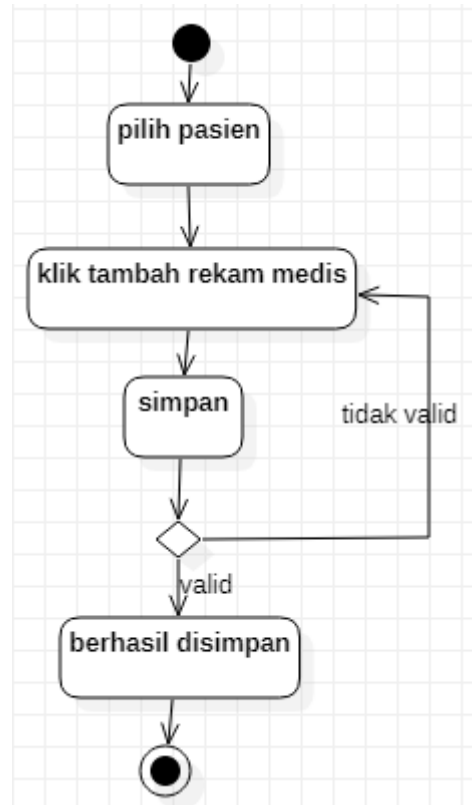 pilih pasien
klik tambah rekam medis
simpan
tidak valid
valid
berhasil disimpan